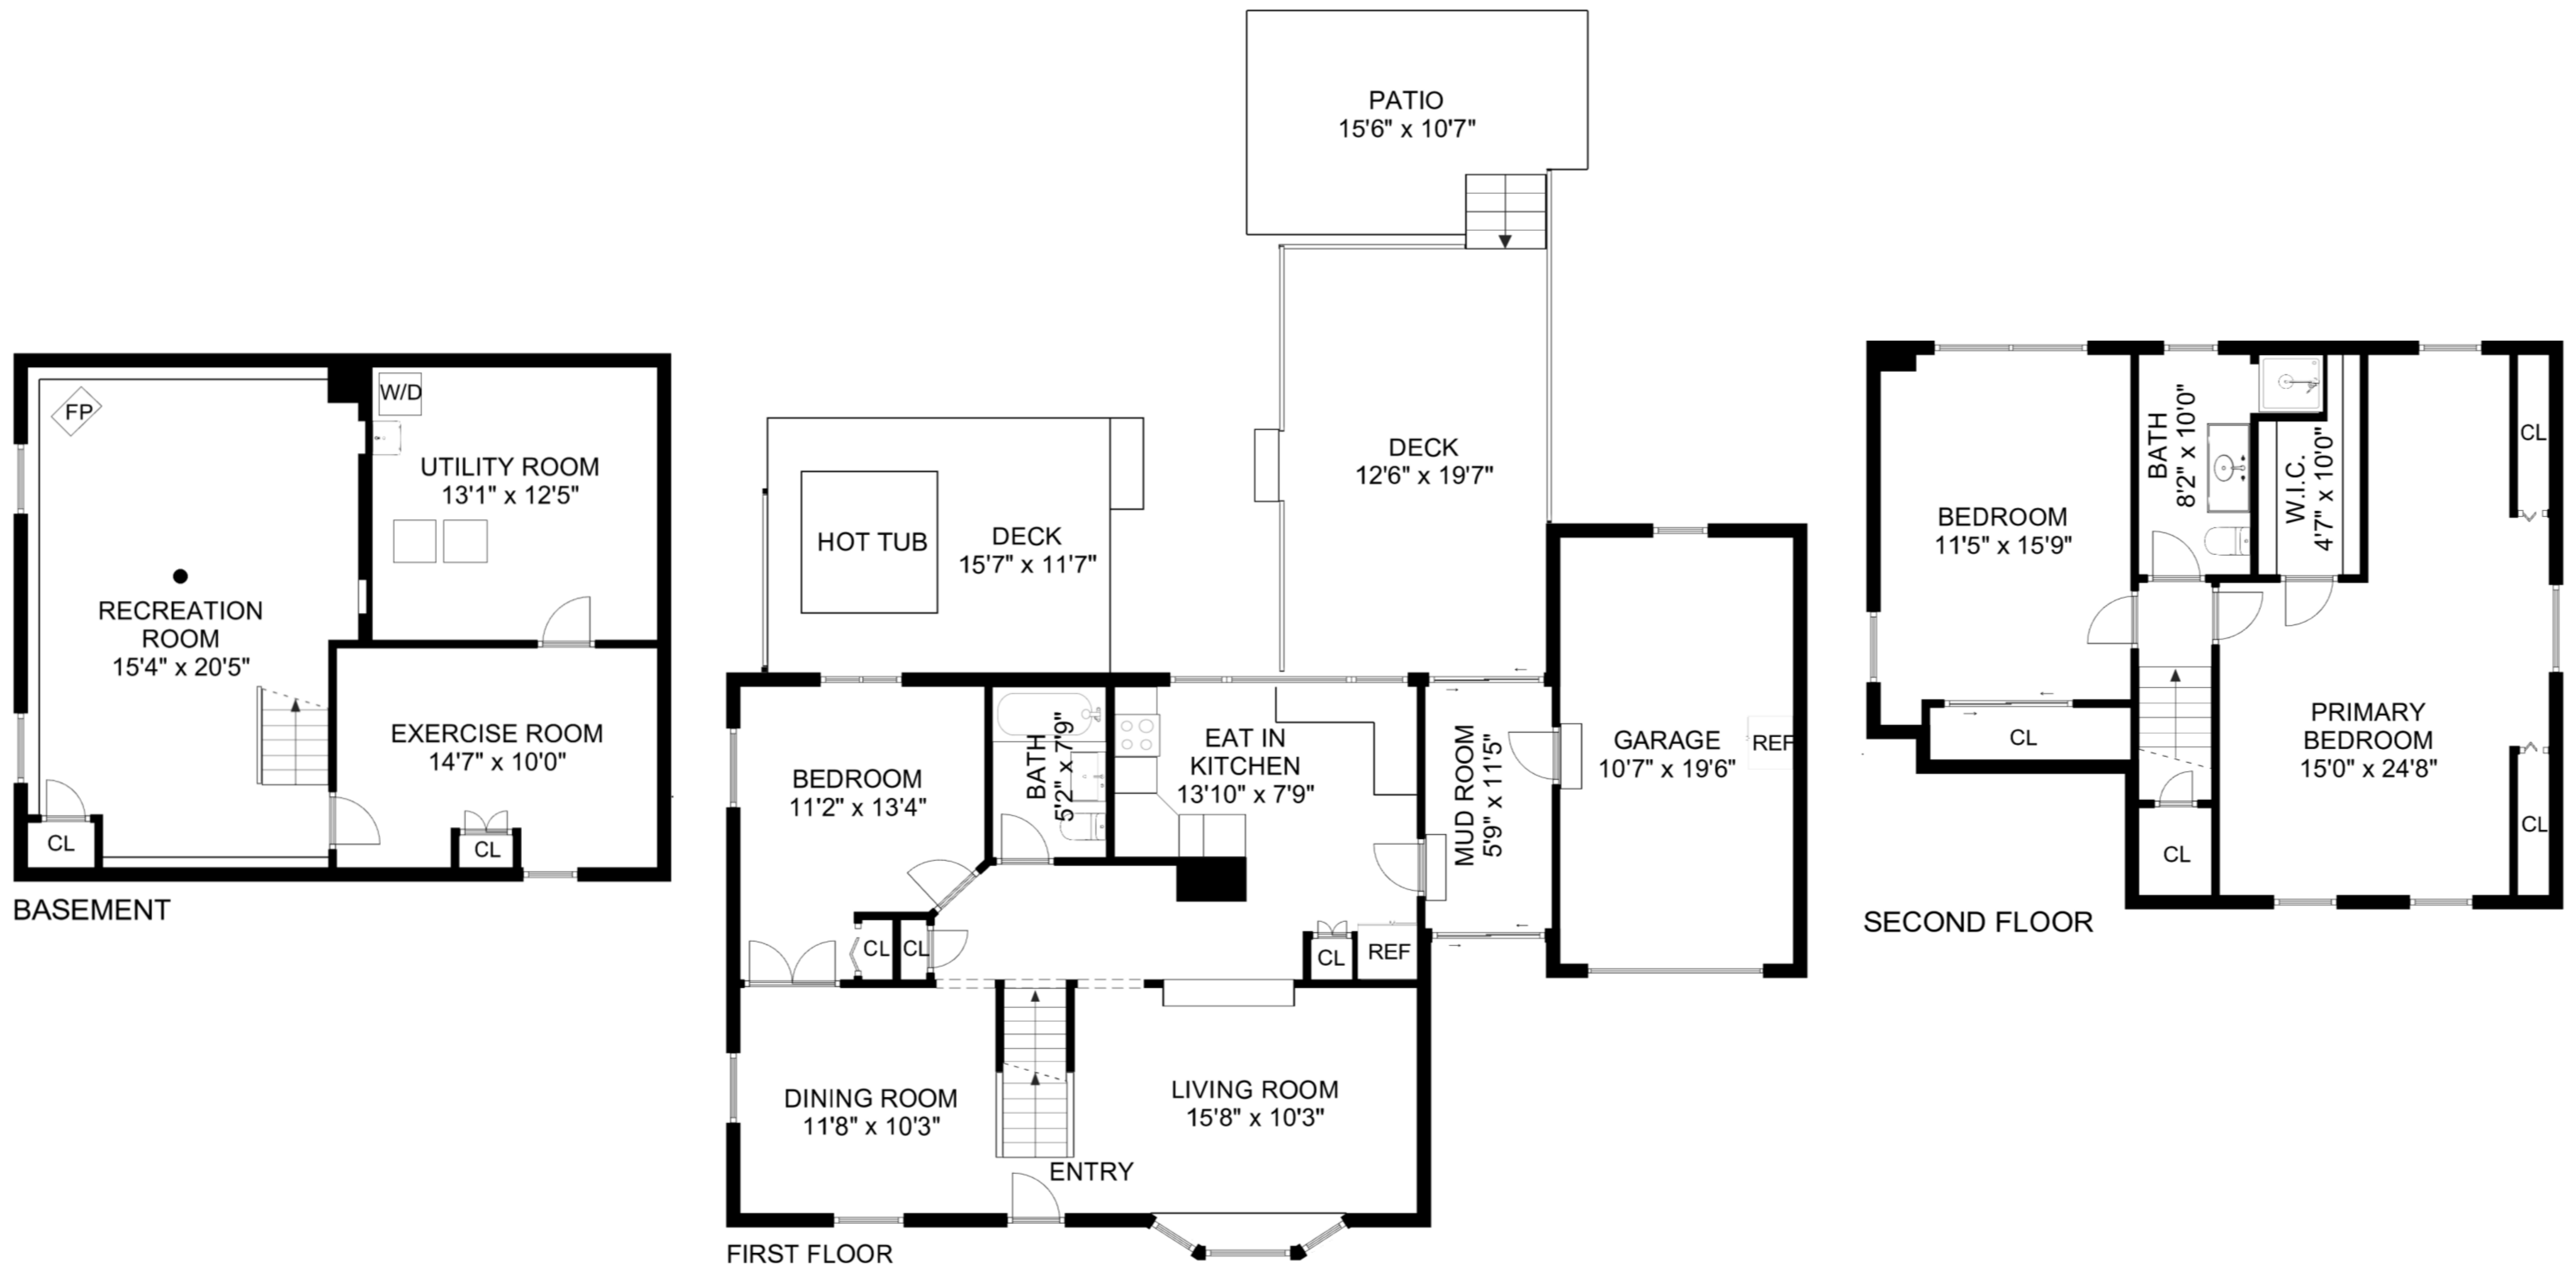 FP
W/D
UTILITY ROOM
13'1" x 12'5"
RECREATION
ROOM
15'4" x 20'5"
EXERCISE ROOM
14'7" x 10'0"
CL
CL
BASEMENT
PATIO
15'6" x 10'7"
DECK
12'6" x 19'7"
HOT TUB
DECK
15'7" x 11'7"
BEDROOM
11'2" x 13'4"
BATH
5'2" x 7'9"
EAT IN
KITCHEN
13'10" x 7'9"
MUD ROOM
5'9" x 11'5"
GARAGE
10'7" x 19'6"
REF
CL
CL
CL
REF
DINING ROOM
11'8" x 10'3"
LIVING ROOM
15'8" x 10'3"
ENTRY
FIRST FLOOR
BEDROOM
11'5" x 15'9"
BATH
8'2" x 10'0"
W.I.C.
4'7" x 10'0"
CL
CL
PRIMARY
BEDROOM
15'0" x 24'8"
CL
CL
SECOND FLOOR